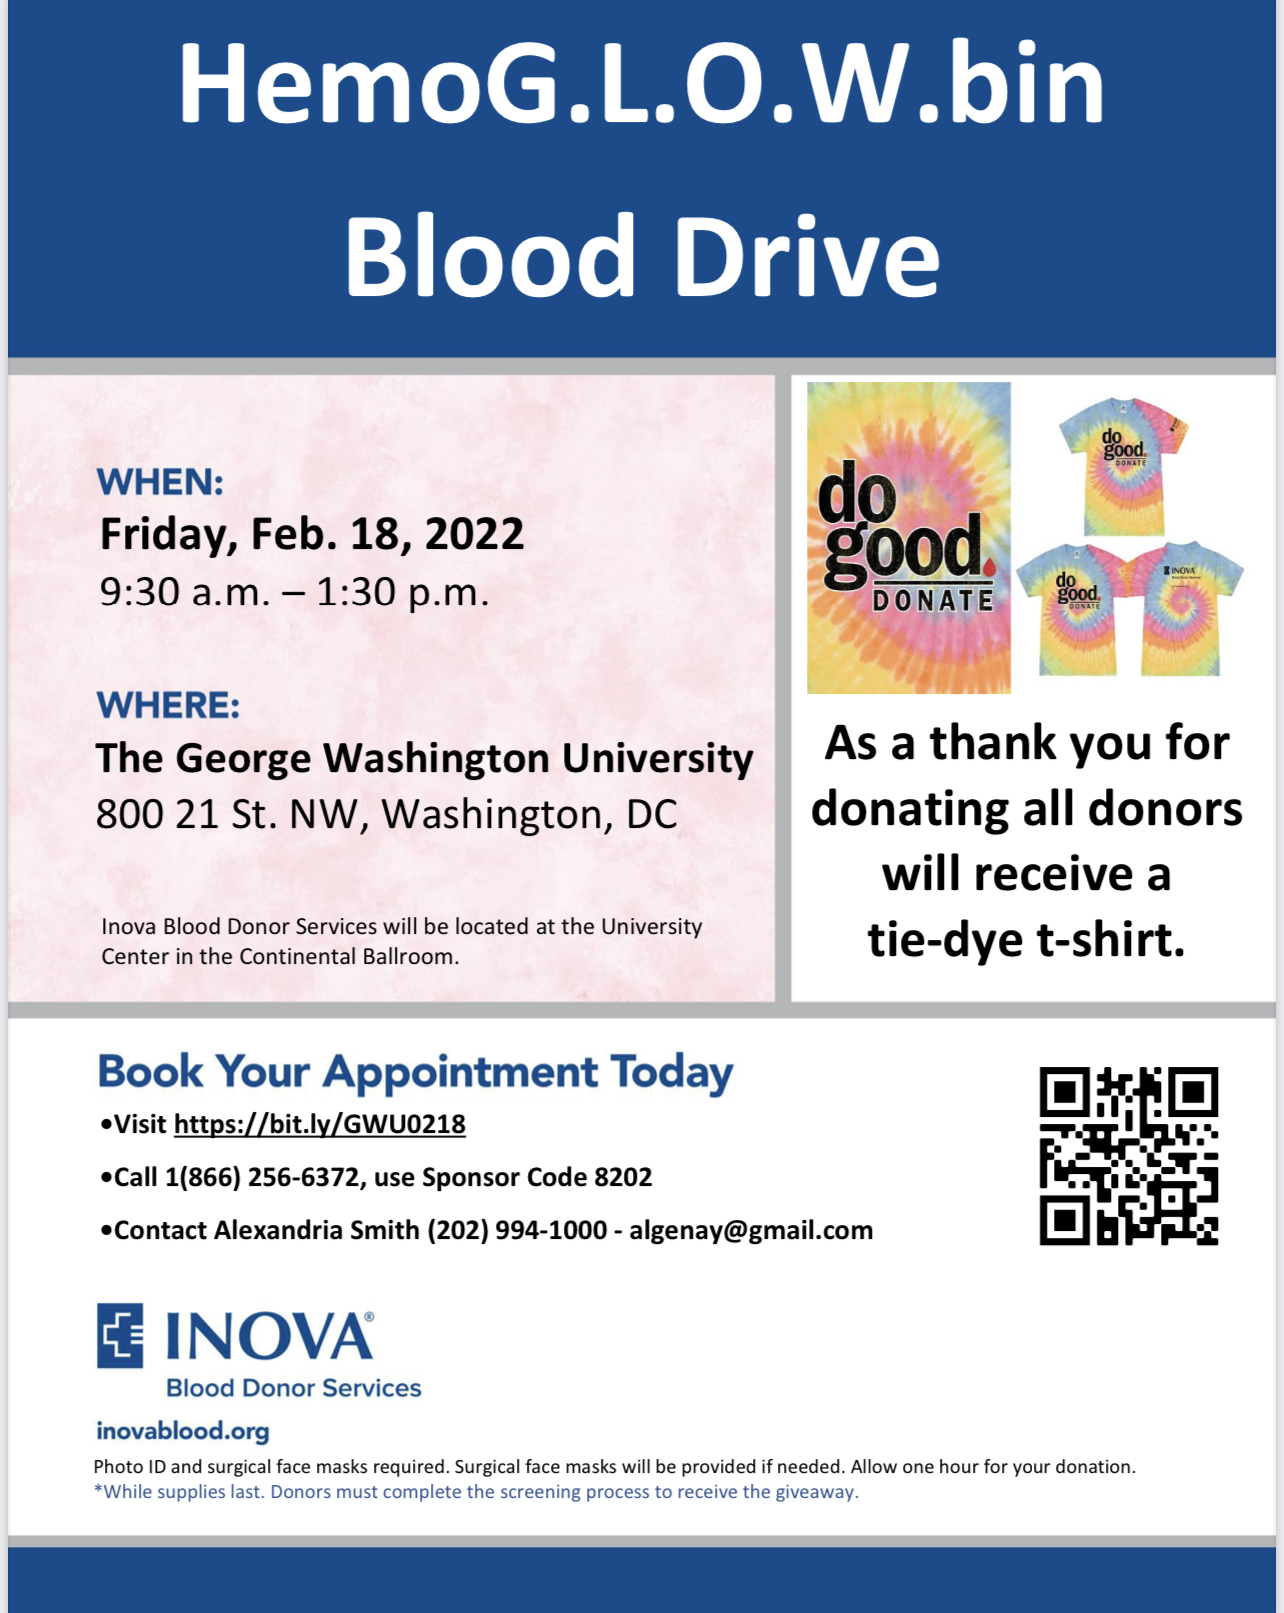 HemoG.L.O.W.bin
Blood Drive
WHEN:
Friday, Feb. 18, 2022
9:30 a.m. – 1:30 p.m.
WHERE:
The George Washington University
800 21 St. NW, Washington, DC
Inova Blood Donor Services will be located at the University
Center in the Continental Ballroom.
do
good.
DONATE
do
good.
DONATE
do
good.
DONATE
INOVA
As a thank you for
donating all donors
will receive a
tie-dye t-shirt.
Book Your Appointment Today
•Visit https://bit.ly/GWU0218
•Call 1(866) 256-6372, use Sponsor Code 8202
•Contact Alexandria Smith (202) 994-1000 - algenay@gmail.com
INOVA®
Blood Donor Services
inovablood.org
Photo ID and surgical face masks required. Surgical face masks will be provided if needed. Allow one hour for your donation.
*While supplies last. Donors must complete the screening process to receive the giveaway.